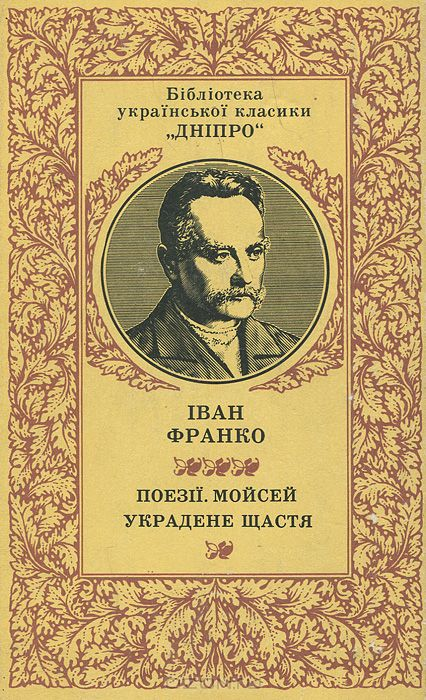 Бібліотека
української класики
„ДНІПРО“
ІВАН
ФРАНКО
ПОЕЗІЇ. МОЙСЕЙ
УКРАДЕНЕ ЩАСТЯ